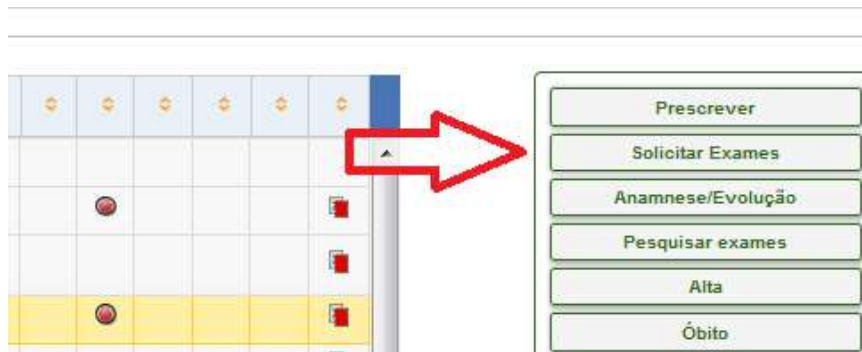 Prescrever
Solicitar Exames
Anamnese/Evolução
Pesquisar exames
Alta
Óbito